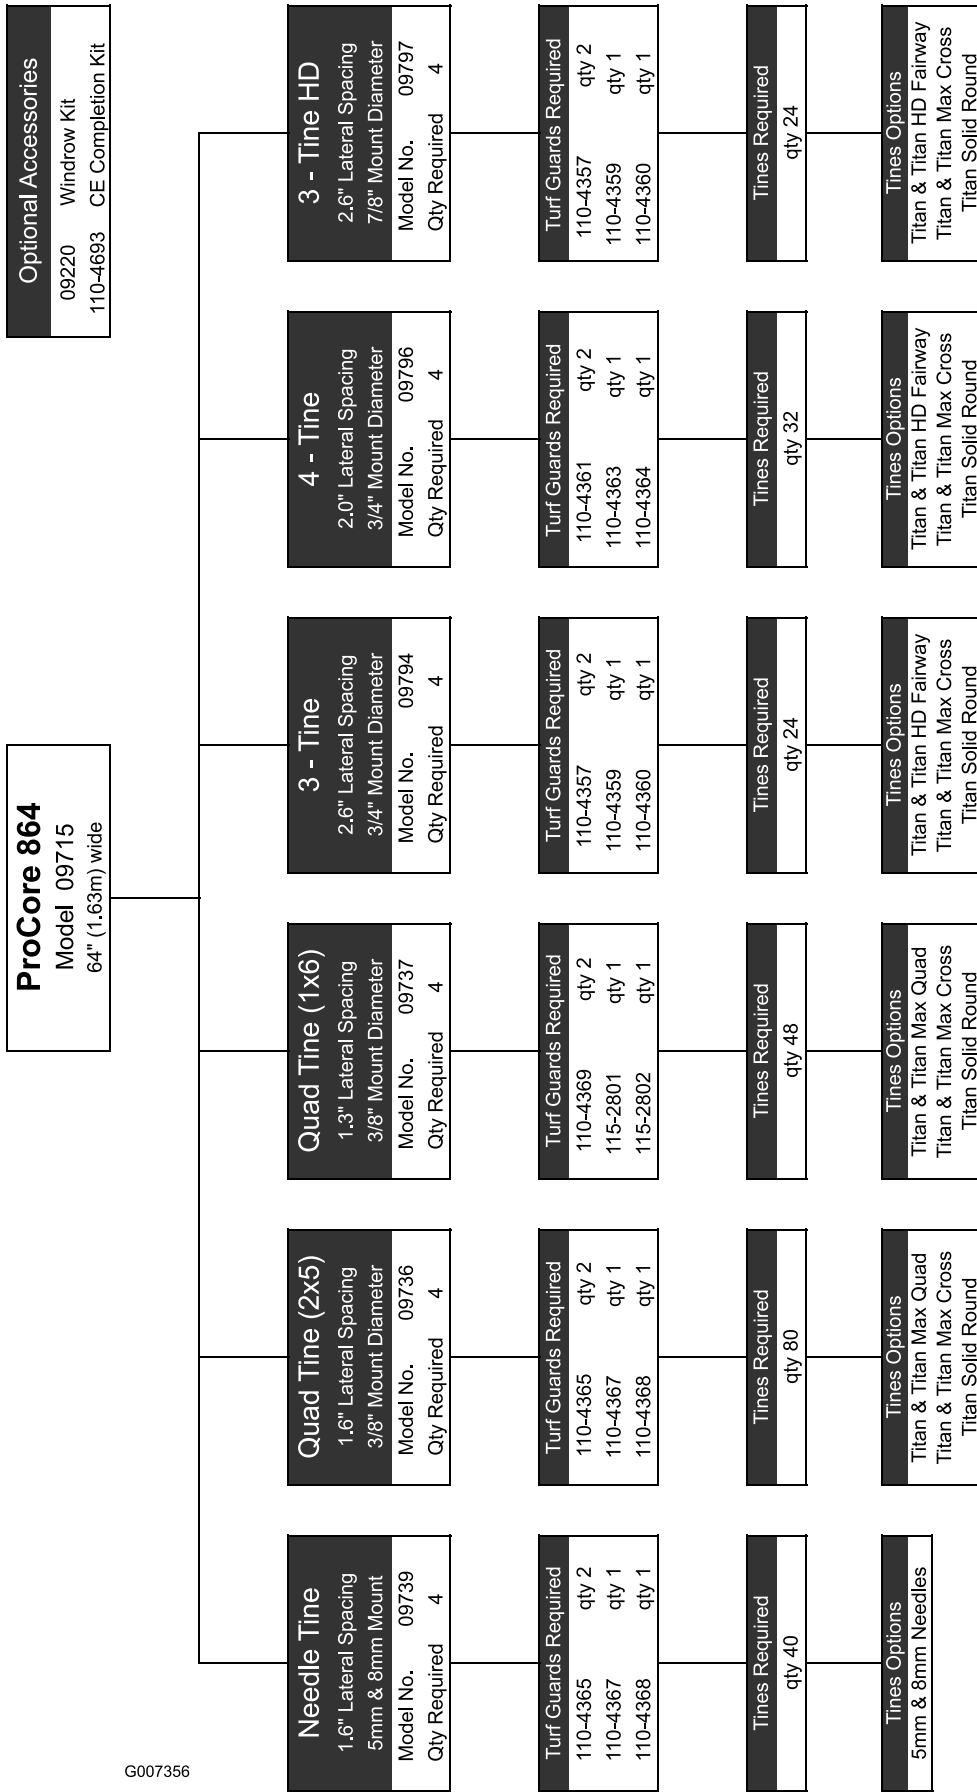 ProCore 864
Model 09715
64" (1.63m) wide
Optional Accessories
09220 Windrow Kit
110-4693 CE Completion Kit
Needle Tine
1.6" Lateral Spacing
5mm & 8mm Mount
Model No. 09739
Qty Required 4
Turf Guards Required
110-4365 qty 2
110-4367 qty 1
110-4368 qty 1
Tines Required
qty 40
Tines Options
5mm & 8mm Needles
Quad Tine (2x5)
1.6" Lateral Spacing
3/8" Mount Diameter
Model No. 09736
Qty Required 4
Turf Guards Required
110-4365 qty 2
110-4367 qty 1
110-4368 qty 1
Tines Required
qty 80
Tines Options
Titan & Titan Max Quad
Titan & Titan Max Cross
Titan Solid Round
Quad Tine (1x6)
1.3" Lateral Spacing
3/8" Mount Diameter
Model No. 09737
Qty Required 4
Turf Guards Required
110-4369 qty 2
115-2801 qty 1
115-2802 qty 1
Tines Required
qty 48
Tines Options
Titan & Titan Max Quad
Titan & Titan Max Cross
Titan Solid Round
3 - Tine
2.6" Lateral Spacing
3/4" Mount Diameter
Model No. 09794
Qty Required 4
Turf Guards Required
110-4357 qty 2
110-4359 qty 1
110-4360 qty 1
Tines Required
qty 24
Tines Options
Titan & Titan HD Fairway
Titan & Titan Max Cross
Titan Solid Round
4 - Tine
2.0" Lateral Spacing
3/4" Mount Diameter
Model No. 09796
Qty Required 4
Turf Guards Required
110-4361 qty 2
110-4363 qty 1
110-4364 qty 1
Tines Required
qty 32
Tines Options
Titan & Titan HD Fairway
Titan & Titan Max Cross
Titan Solid Round
3 - Tine HD
2.6" Lateral Spacing
7/8" Mount Diameter
Model No. 09797
Qty Required 4
Turf Guards Required
110-4357 qty 2
110-4359 qty 1
110-4360 qty 1
Tines Required
qty 24
Tines Options
Titan & Titan HD Fairway
Titan & Titan Max Cross
Titan Solid Round
G007356